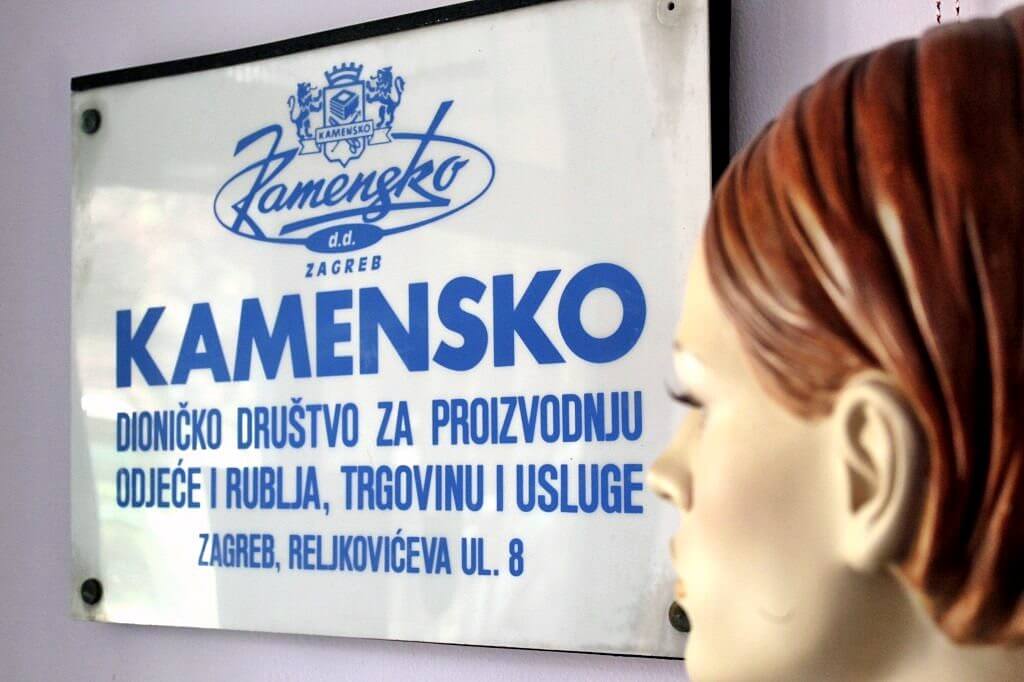 KAMENSKO
Kamensko
d.d.
ZAGREB
KAMENSKO
DIONIČKO DRUŠTVO ZA PROIZVODNJU
ODJEĆE I RUBLJA, TRGOVINU I USLUGE
ZAGREB, RELJKOVIĆEVA UL. 8